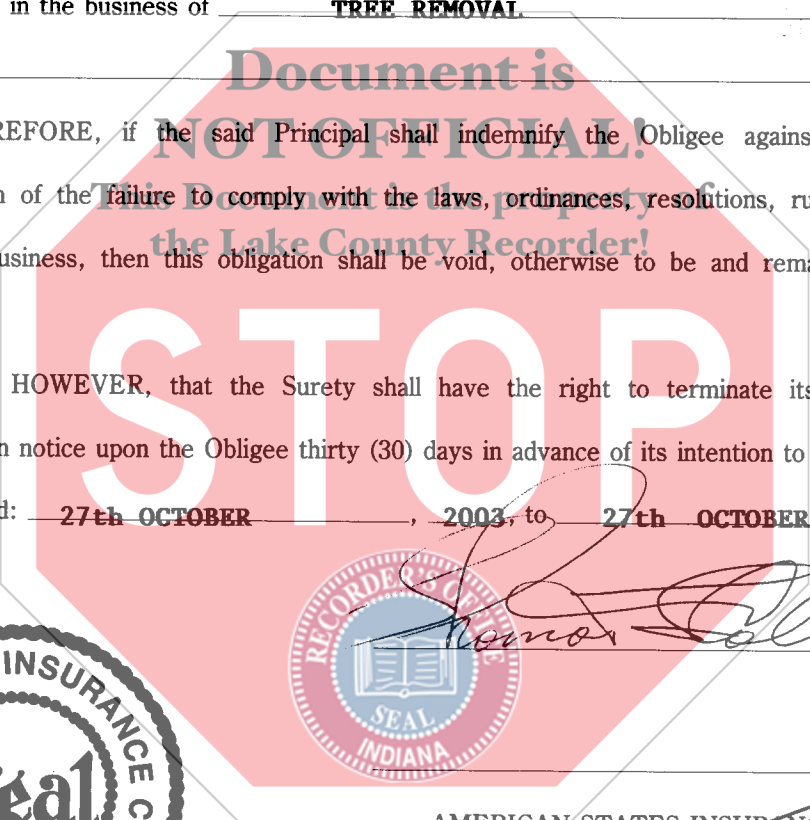 in the business of TREE REMOVAL
Document is
REFORE, if the said Principal shall indemnify the Obligee against
NOT OFFICIAL!
n of the failure to comply with the laws, ordinances, resolutions, ru
This Document is the property of
the Lake County Recorder!
usiness, then this obligation shall be void, otherwise to be and rema
STOP
HOWEVER, that the Surety shall have the right to terminate its
n notice upon the Obligee thirty (30) days in advance of its intention to
d: 27th OCTOBER, 2003, to 27th OCTOBER
RECORDER'S OFFICE
SEAL
INDIANA
INSURANCE C
eal
AMERICAN STATES INSURAN